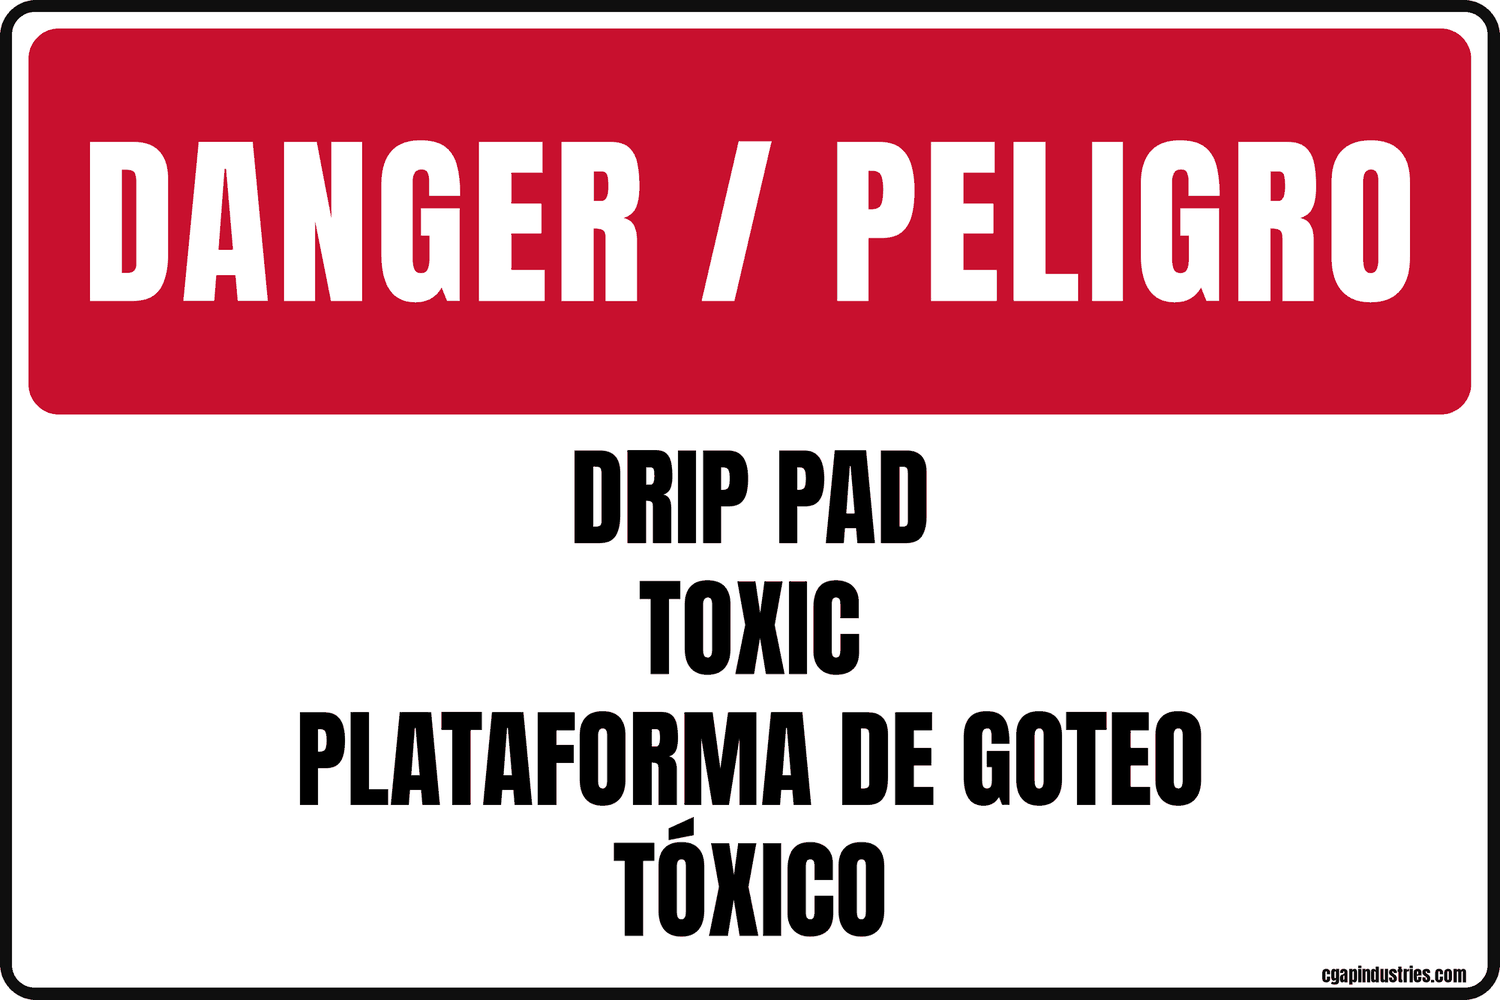 DANGER / PELIGRO
DRIP PAD
TOXIC
PLATAFORMA DE GOTEO
TÓXICO
cgapindustries.com